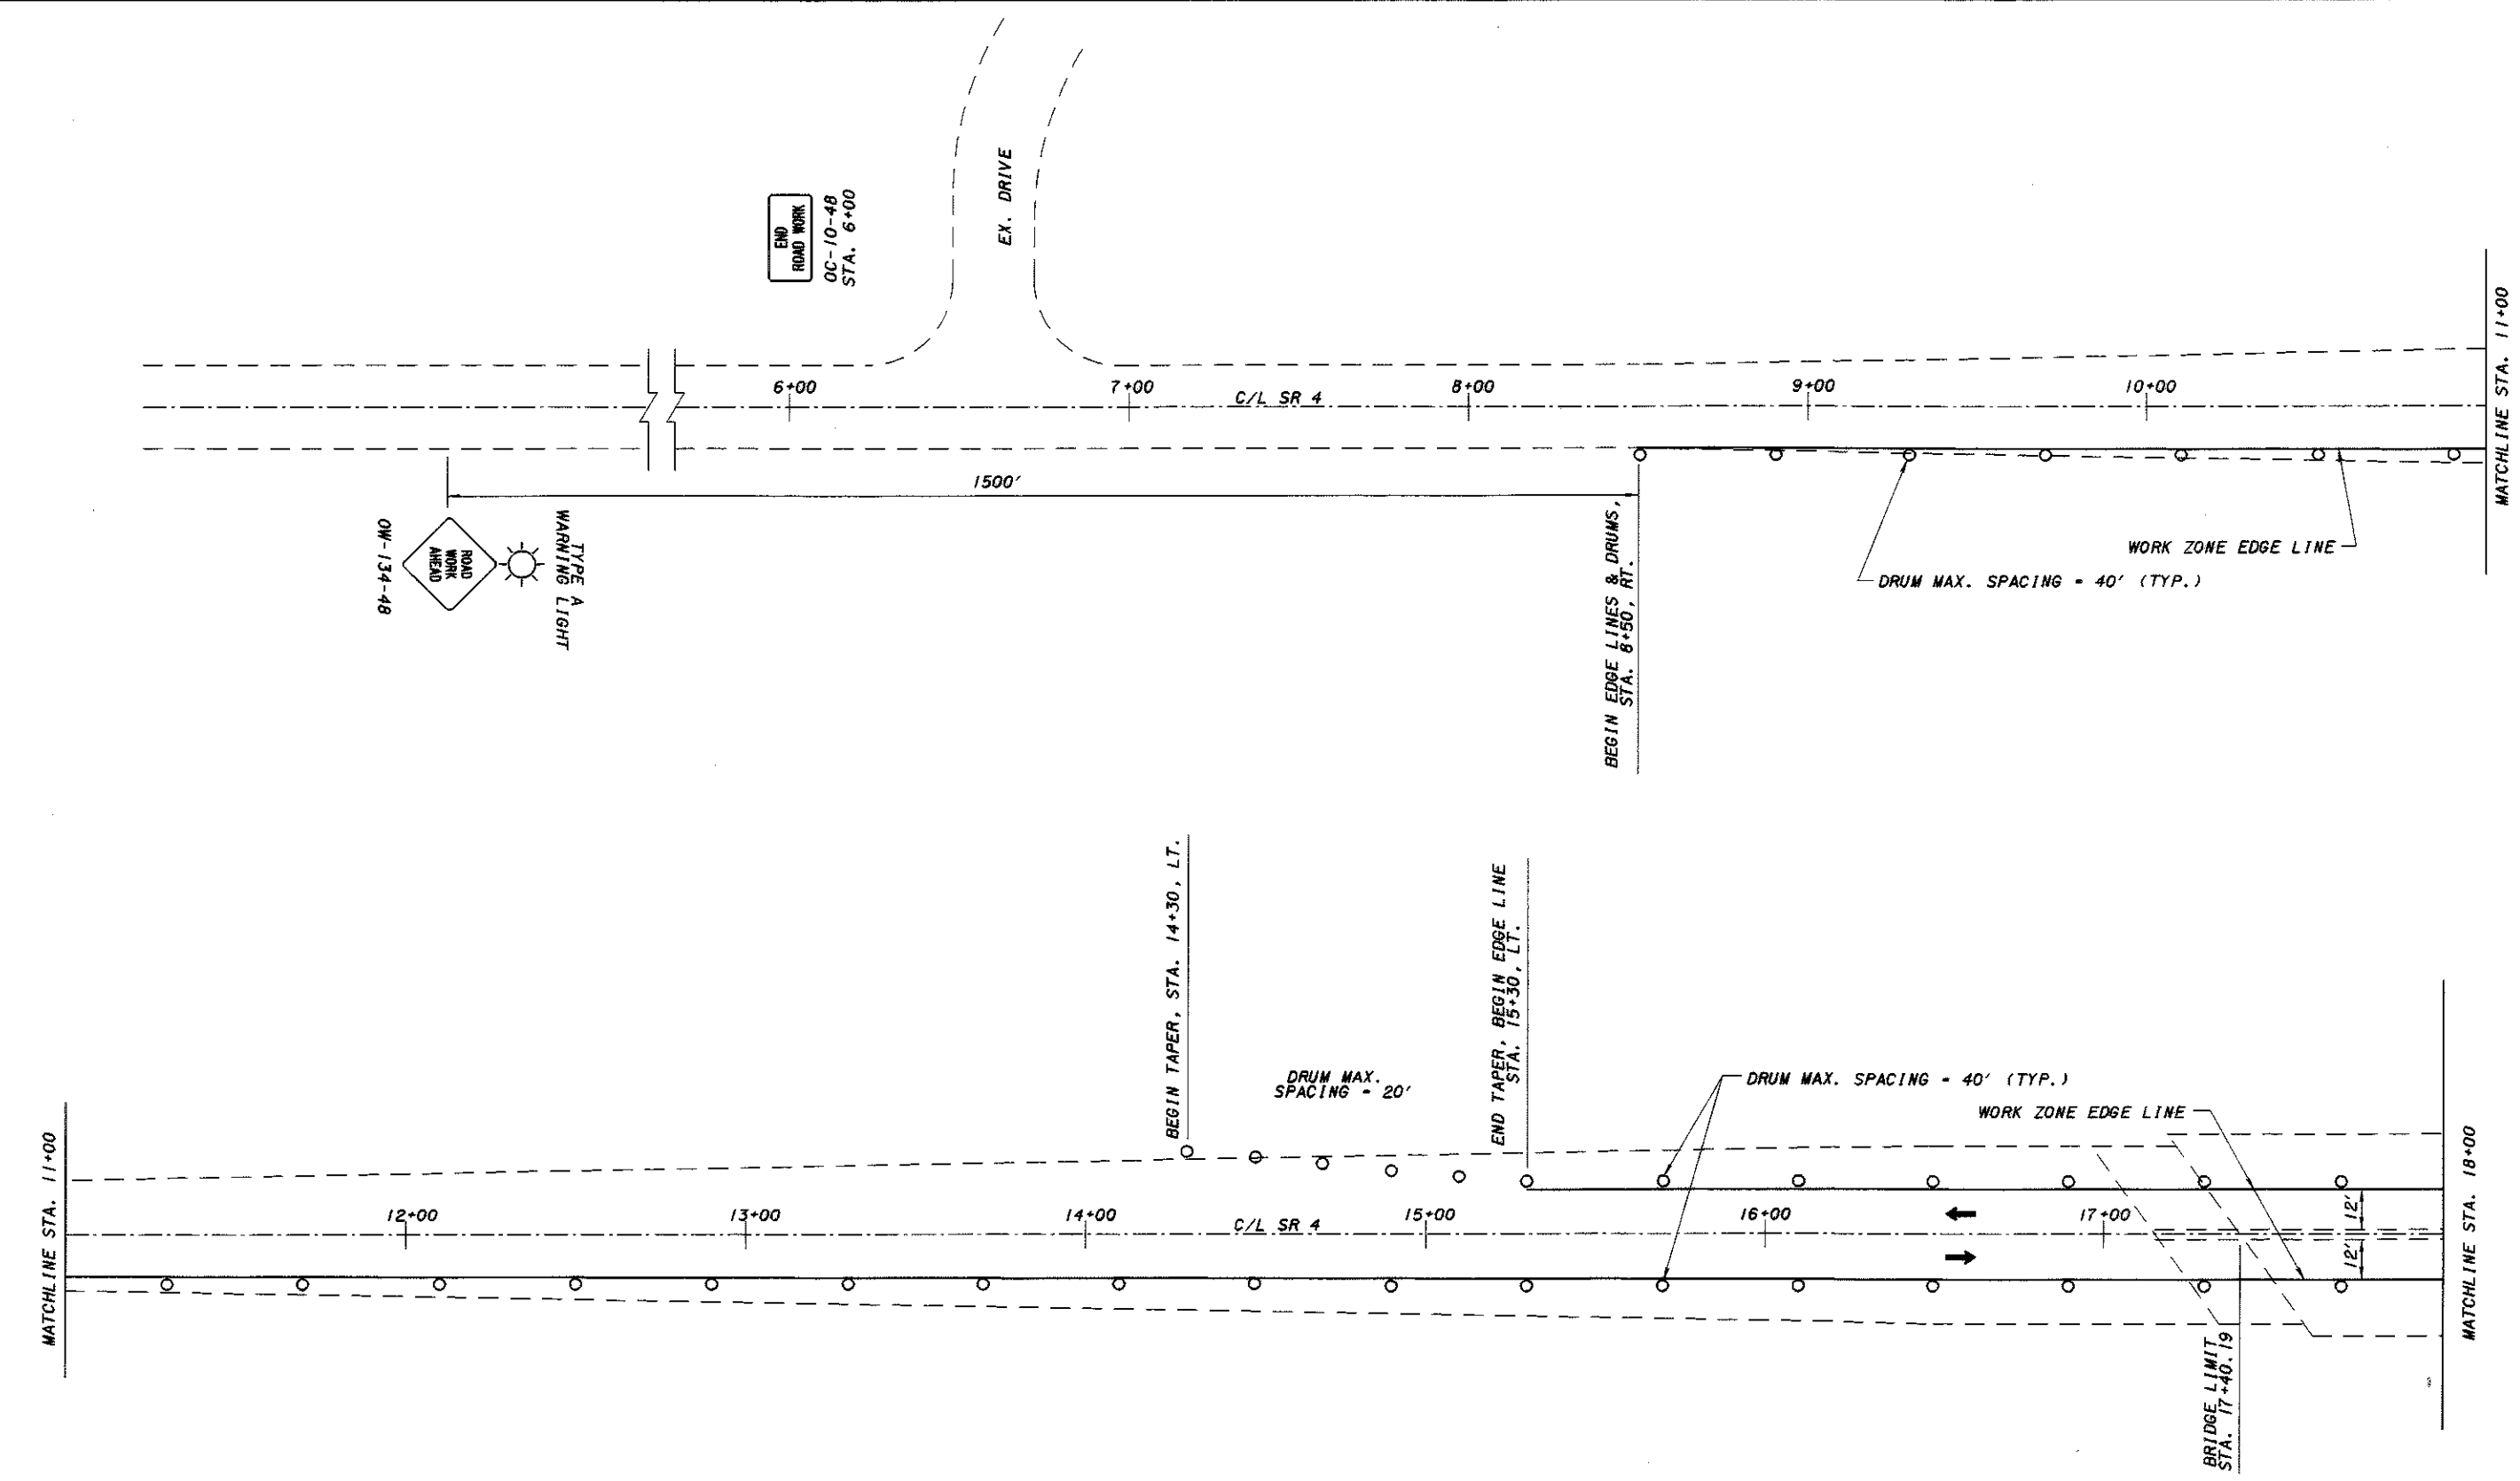 END
ROAD WORK
OC-10-48
STA. 6+00
EX. DRIVE
6+00
7+00
C/L SR 4
8+00
9+00
10+00
MATCHLINE STA. 11+00
1500'
ROAD
WORK
AHEAD
OW-134-48
TYPE A
WARNING LIGHT
BEGIN EDGE LINES & DRUMS,
STA. 8+50, RT.
WORK ZONE EDGE LINE
DRUM MAX. SPACING = 40' (TYP.)
MATCHLINE STA. 11+00
12+00
13+00
14+00
BEGIN TAPER, STA. 14+30, LT.
DRUM MAX.
SPACING = 20'
C/L SR 4
15+00
END TAPER, BEGIN EDGE LINE
STA. 15+30, LT.
DRUM MAX. SPACING = 40' (TYP.)
WORK ZONE EDGE LINE
16+00
17+00
12'
12'
BRIDGE LIMIT
STA. 17+40.19
MATCHLINE STA. 18+00